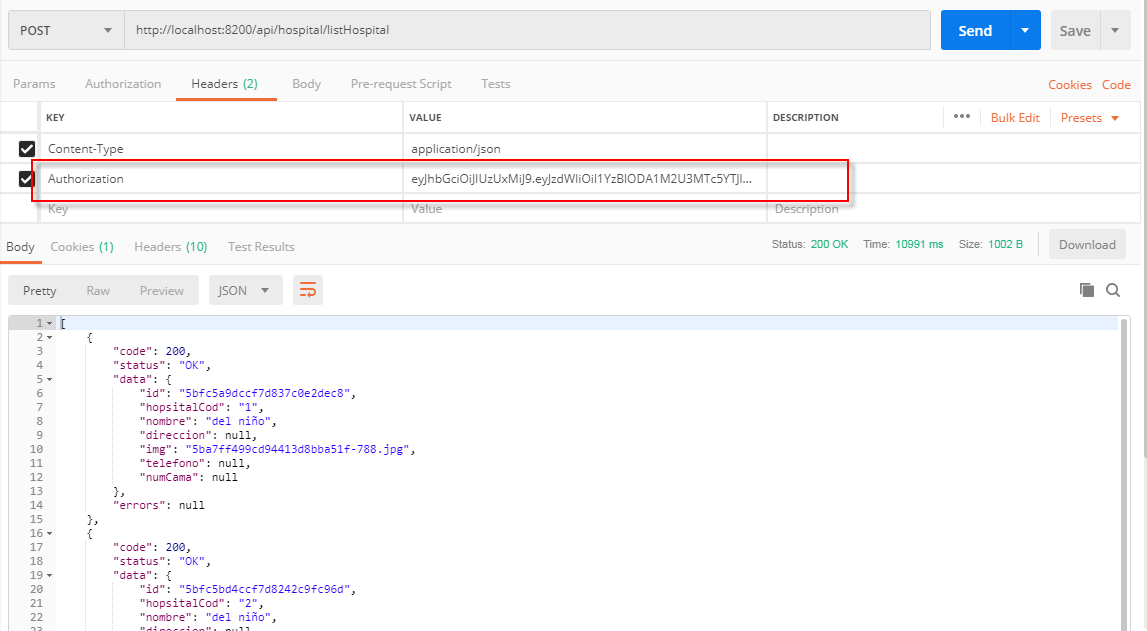 POST http://localhost:8200/api/hospital/listHospital Send Save
Params Authorization Headers (2) Body Pre-request Script Tests Cookies Code
KEY VALUE DESCRIPTION ••• Bulk Edit Presets
Content-Type application/json
Authorization eyJhbGciOiJIUzUxMiJ9.eyJzdWIiOiI1YzBlODA1M2U3MTc5YTJl...
Key Value Description
Body Cookies (1) Headers (10) Test Results Status: 200 OK Time: 10991 ms Size: 1002 B Download
Pretty Raw Preview JSON
1 [
2 {
3 "code": 200,
4 "status": "OK",
5 "data": {
6 "id": "5bfc5a9dccf7d837c0e2dec8",
7 "hopsitalCod": "1",
8 "nombre": "del niño",
9 "direccion": null,
10 "img": "5ba7ff499cd94413d8bba51f-788.jpg",
11 "telefono": null,
12 "numCama": null
13 },
14 "errors": null
15 },
16 {
17 "code": 200,
18 "status": "OK",
19 "data": {
20 "id": "5bfc5bd4ccf7d8242c9fc96d",
21 "hopsitalCod": "2",
22 "nombre": "del niño",
23 "direccion": null,